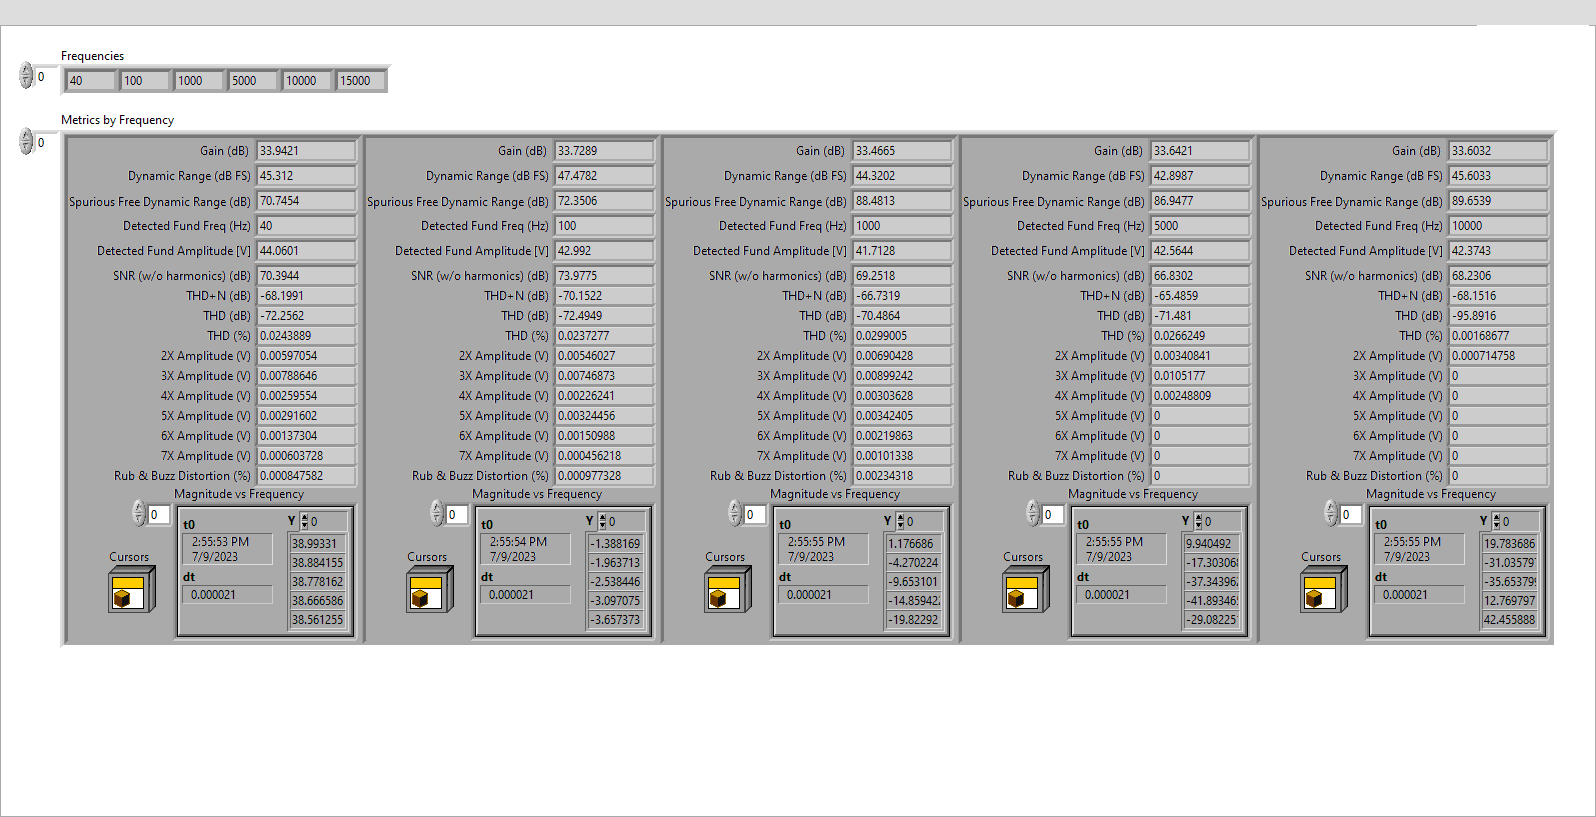 Frequencies
0 40 100 1000 5000 10000 15000
Metrics by Frequency
0
Gain (dB) 33.9421 Gain (dB) 33.7289 Gain (dB) 33.4665 Gain (dB) 33.6421 Gain (dB) 33.6032
Dynamic Range (dB FS) 45.312 Dynamic Range (dB FS) 47.4782 Dynamic Range (dB FS) 44.3202 Dynamic Range (dB FS) 42.8987 Dynamic Range (dB FS) 45.6033
Spurious Free Dynamic Range (dB) 70.7454 Spurious Free Dynamic Range (dB) 72.3506 Spurious Free Dynamic Range (dB) 88.4813 Spurious Free Dynamic Range (dB) 86.9477 Spurious Free Dynamic Range (dB) 89.6539
Detected Fund Freq (Hz) 40 Detected Fund Freq (Hz) 100 Detected Fund Freq (Hz) 1000 Detected Fund Freq (Hz) 5000 Detected Fund Freq (Hz) 10000
Detected Fund Amplitude [V] 44.0601 Detected Fund Amplitude [V] 42.992 Detected Fund Amplitude [V] 41.7128 Detected Fund Amplitude [V] 42.5644 Detected Fund Amplitude [V] 42.3743
SNR (w/o harmonics) (dB) 70.3944 SNR (w/o harmonics) (dB) 73.9775 SNR (w/o harmonics) (dB) 69.2518 SNR (w/o harmonics) (dB) 66.8302 SNR (w/o harmonics) (dB) 68.2306
THD+N (dB) -68.1991 THD+N (dB) -70.1522 THD+N (dB) -66.7319 THD+N (dB) -65.4859 THD+N (dB) -68.1516
THD (dB) -72.2562 THD (dB) -72.4949 THD (dB) -70.4864 THD (dB) -71.481 THD (dB) -95.8916
THD (%) 0.0243889 THD (%) 0.0237277 THD (%) 0.0299005 THD (%) 0.0266249 THD (%) 0.00168677
2X Amplitude (V) 0.00597054 2X Amplitude (V) 0.00546027 2X Amplitude (V) 0.00690428 2X Amplitude (V) 0.00340841 2X Amplitude (V) 0.000714758
3X Amplitude (V) 0.00788646 3X Amplitude (V) 0.00746873 3X Amplitude (V) 0.00899242 3X Amplitude (V) 0.0105177 3X Amplitude (V) 0
4X Amplitude (V) 0.00259554 4X Amplitude (V) 0.00226241 4X Amplitude (V) 0.00303628 4X Amplitude (V) 0.00248809 4X Amplitude (V) 0
5X Amplitude (V) 0.00291602 5X Amplitude (V) 0.00324456 5X Amplitude (V) 0.00342405 5X Amplitude (V) 0 5X Amplitude (V) 0
6X Amplitude (V) 0.00137304 6X Amplitude (V) 0.00150988 6X Amplitude (V) 0.00219863 6X Amplitude (V) 0 6X Amplitude (V) 0
7X Amplitude (V) 0.000603728 7X Amplitude (V) 0.000456218 7X Amplitude (V) 0.00101338 7X Amplitude (V) 0 7X Amplitude (V) 0
Rub & Buzz Distortion (%) 0.000847582 Rub & Buzz Distortion (%) 0.000977328 Rub & Buzz Distortion (%) 0.00234318 Rub & Buzz Distortion (%) 0 Rub & Buzz Distortion (%) 0
Magnitude vs Frequency Magnitude vs Frequency Magnitude vs Frequency Magnitude vs Frequency Magnitude vs Frequency
0 t0 Y 0 0 t0 Y 0 0 t0 Y 0 0 t0 Y 0 0 t0 Y 0
2:55:53 PM 38.99331 2:55:54 PM -1.388169 2:55:55 PM 1.176686 2:55:55 PM 9.940492 2:55:55 PM 19.783686
Cursors 7/9/2023 38.884155 Cursors 7/9/2023 -1.963713 Cursors 7/9/2023 -4.270224 Cursors 7/9/2023 -17.30306 Cursors 7/9/2023 -31.03579
dt 38.778162 dt -2.538446 dt -9.653101 dt -37.34396 dt -35.65379
0.000021 38.666586 0.000021 -3.097075 0.000021 -14.85942 0.000021 -41.89346 0.000021 12.769797
38.561255 -3.657373 -19.82292 -29.08225 42.455888